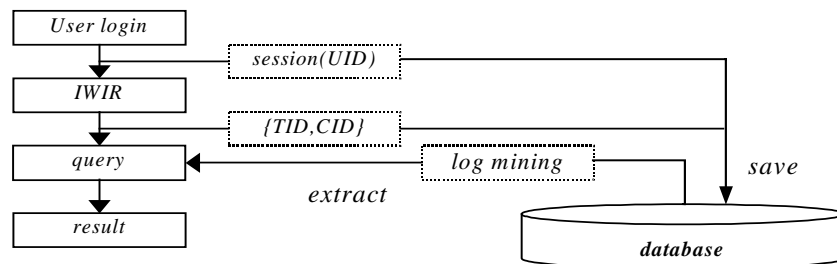 User login
session(UID)
IWIR
{TID,CID}
query
log mining
save
extract
result
database